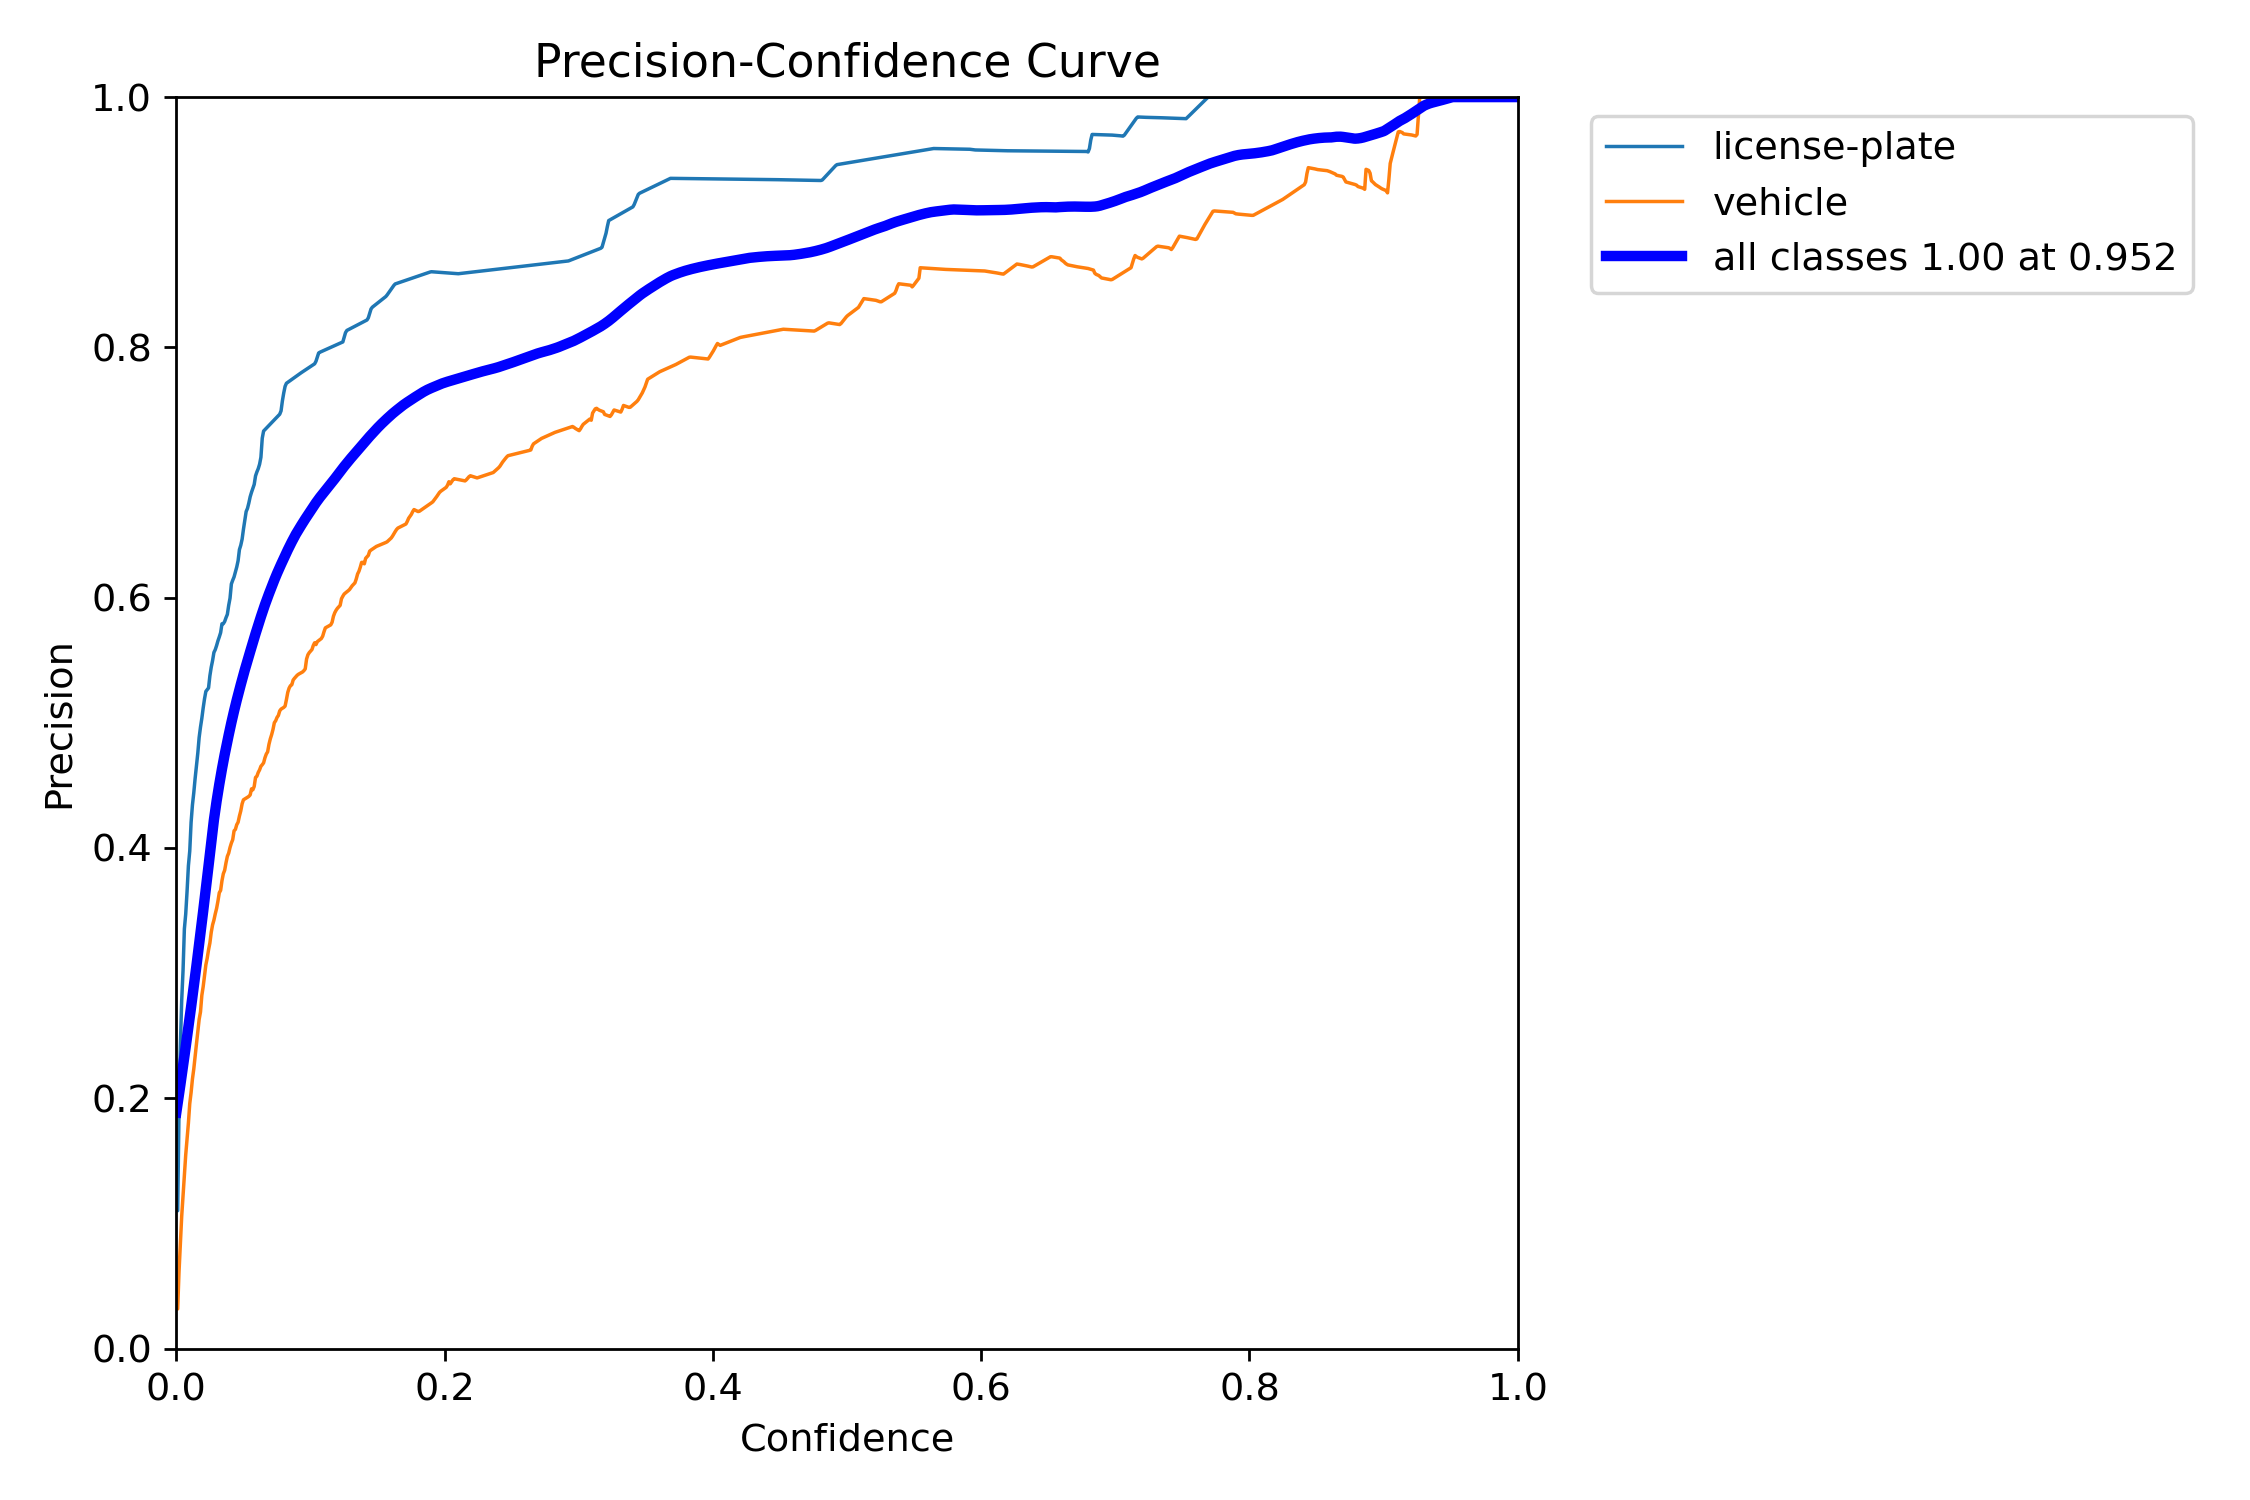 Precision-Confidence Curve
1.0
0.8
0.6
0.4
0.2
0.0
Precision
0.0 0.2 0.4 0.6 0.8 1.0
Confidence
license-plate
vehicle
all classes 1.00 at 0.952